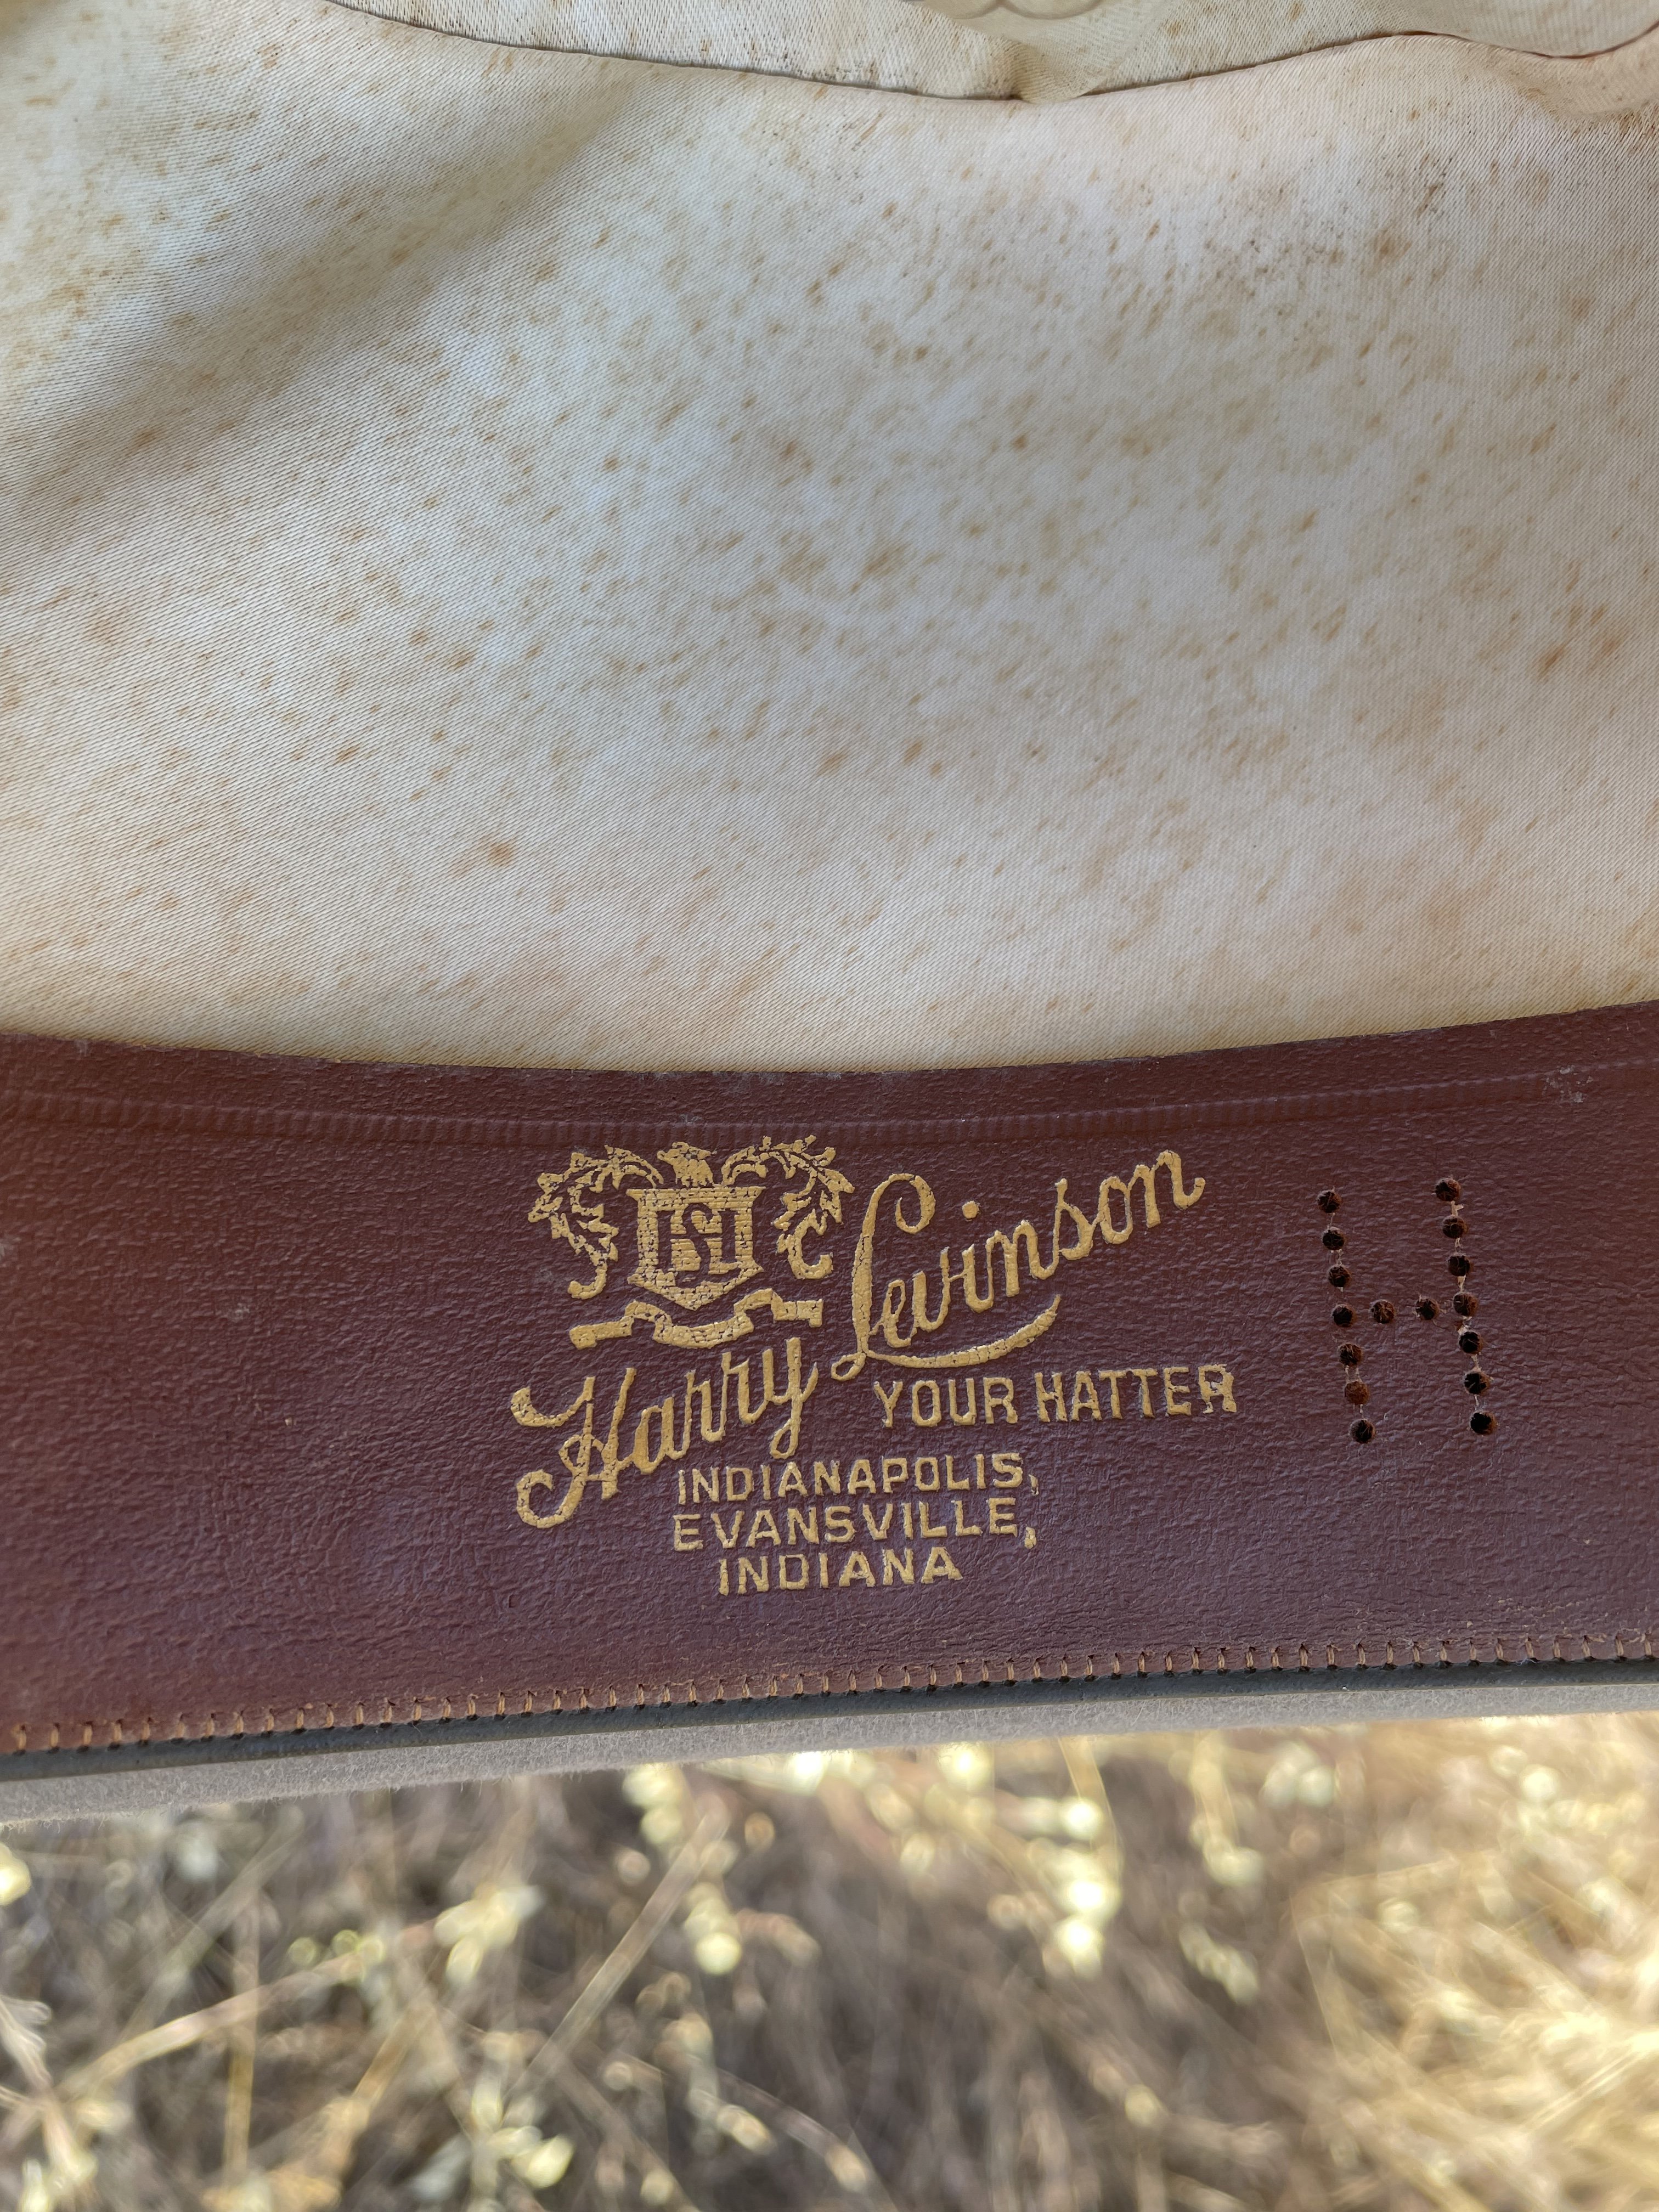 Harry Levinson
YOUR HATTER
INDIANAPOLIS,
EVANSVILLE,
INDIANA
H